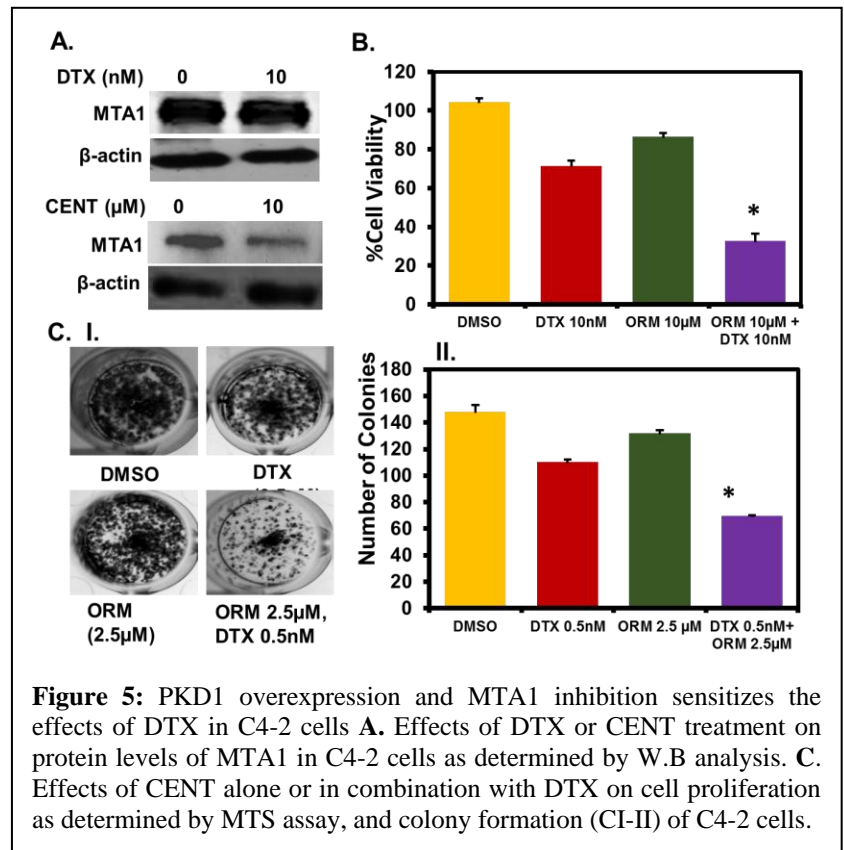 A.
DTX (nM) 0 10
MTA1
β-actin
CENT (µM) 0 10
MTA1
β-actin
B.
%Cell Viability
120
100
80
60
40
20
0
*
DMSO DTX 10nM ORM 10µM ORM 10µM +
DTX 10nM
C. I.
DMSO DTX
ORM
(2.5µM)
ORM 2.5µM,
DTX 0.5nM
II.
Number of Colonies
180
160
140
120
100
80
60
40
20
0
*
DMSO DTX 0.5nM ORM 2.5 µM DTX 0.5nM+
ORM 2.5µM
Figure 5: PKD1 overexpression and MTA1 inhibition sensitizes the
effects of DTX in C4-2 cells A. Effects of DTX or CENT treatment on
protein levels of MTA1 in C4-2 cells as determined by W.B analysis. C.
Effects of CENT alone or in combination with DTX on cell proliferation
as determined by MTS assay, and colony formation (CI-II) of C4-2 cells.